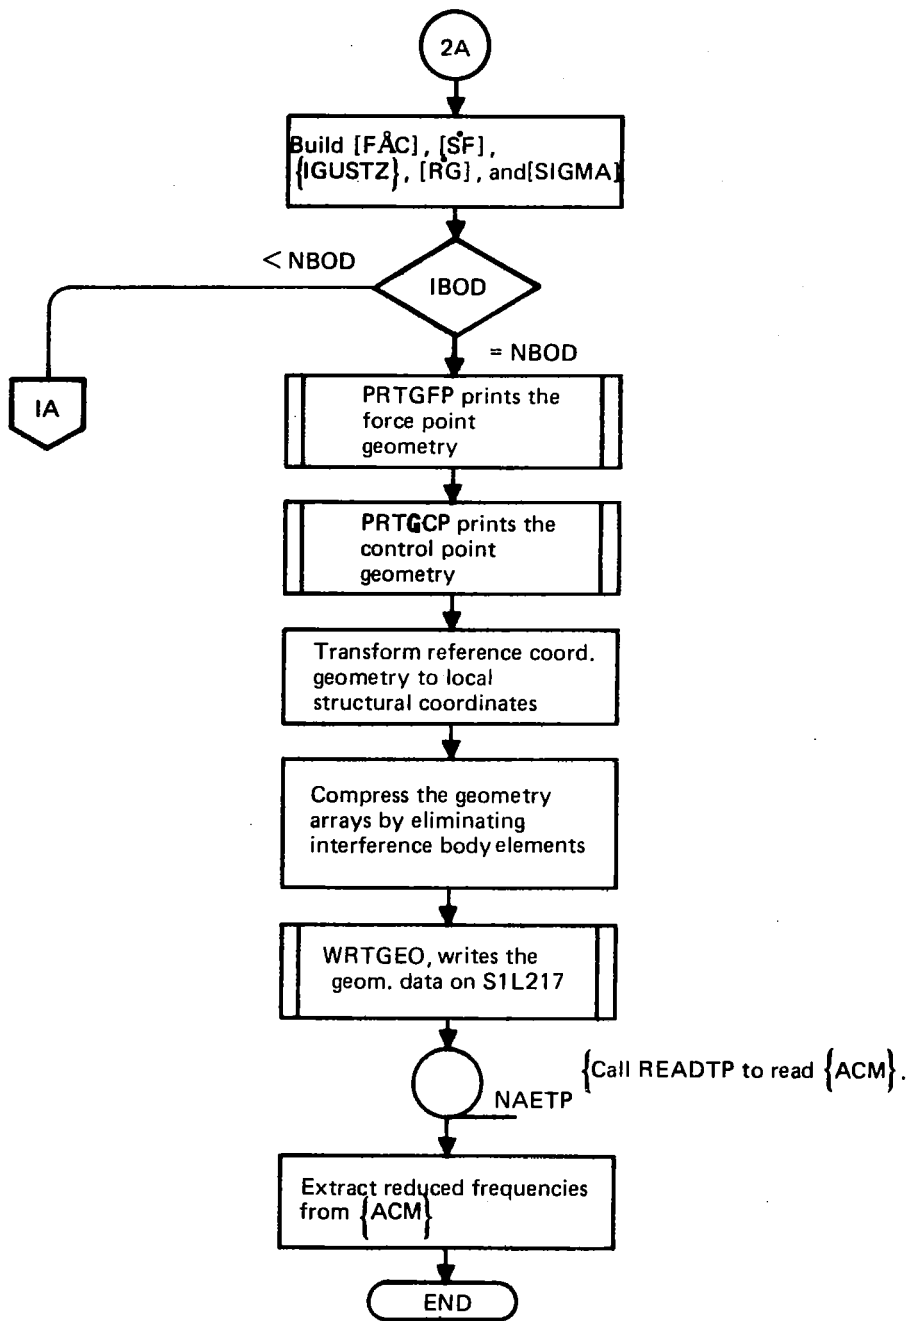 2A
Build [FÅC], [S̊F],
{IGUSTZ}, [R̊G], and[SIGMA]
< NBOD
IBOD
= NBOD
IA
PRTGFP prints the
force point
geometry
PRTGCP prints the
control point
geometry
Transform reference coord.
geometry to local
structural coordinates
Compress the geometry
arrays by eliminating
interference body elements
WRTGEO, writes the
geom. data on S1L217
{Call READTP to read {ACM}.
NAETP
Extract reduced frequencies
from {ACM}
END